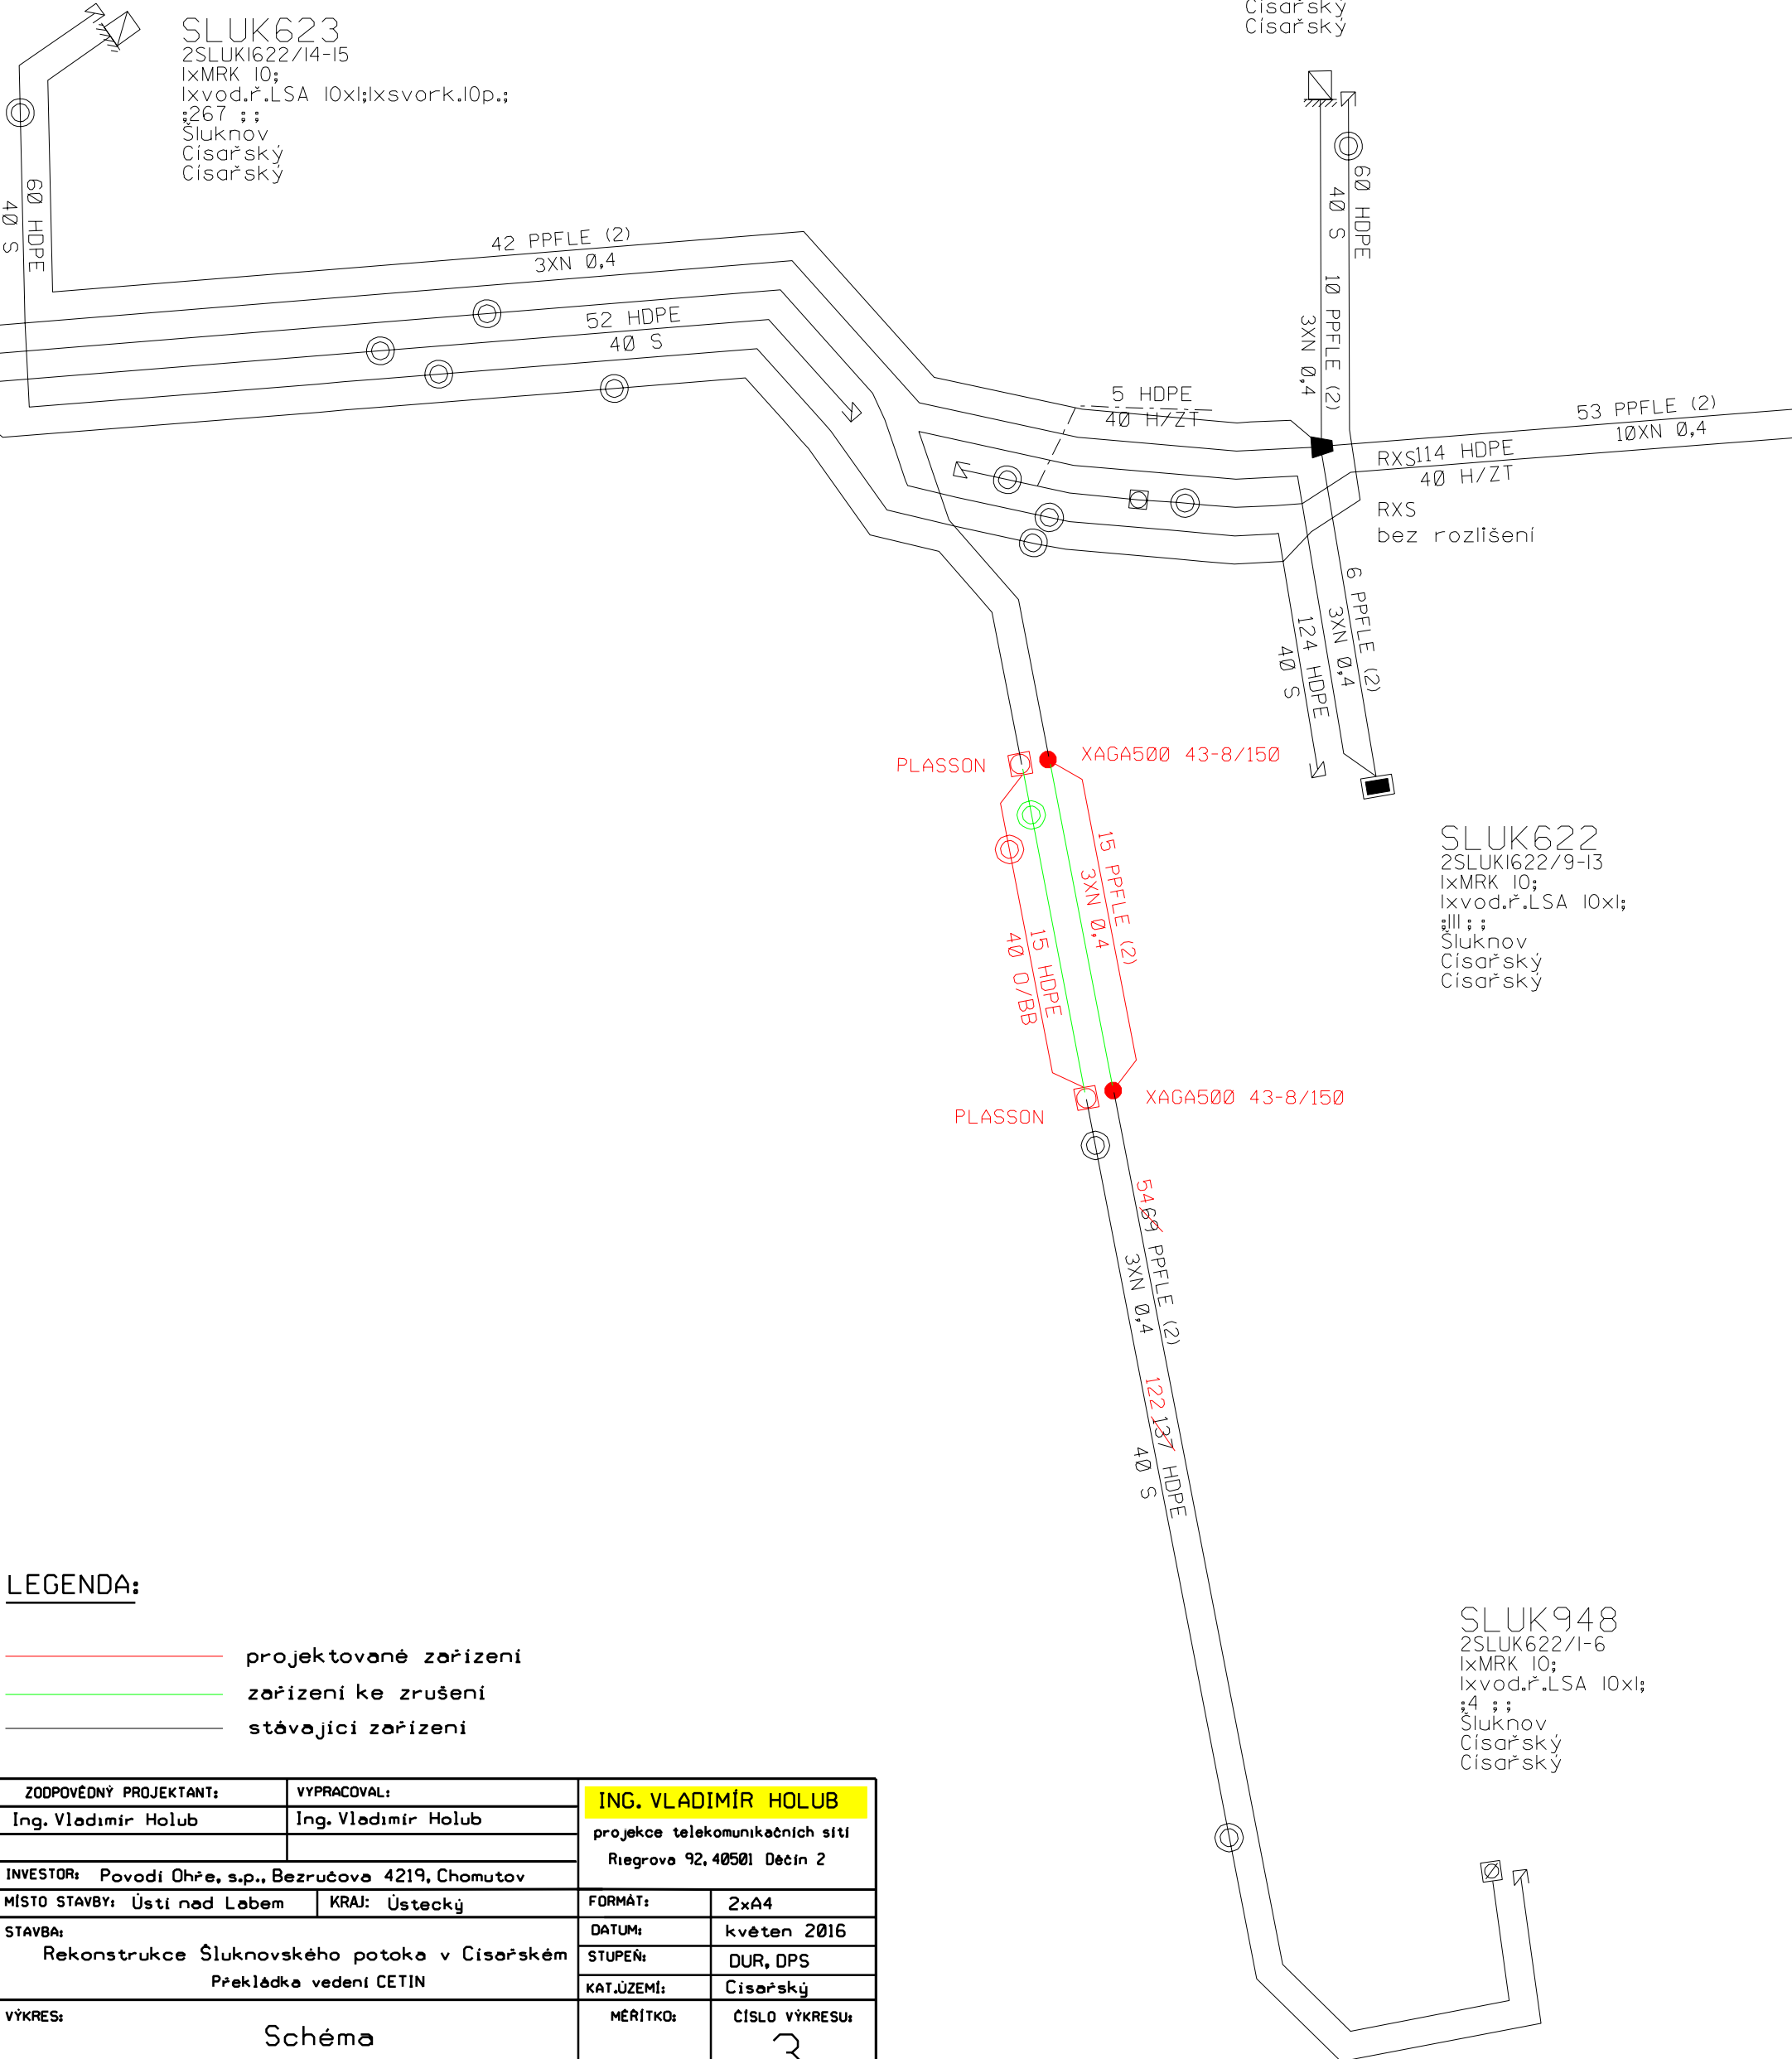 Císařský
Císařský
SLUK623
2SLUK1622/14-15
1xMRK 10;
1xvod.ř.LSA 10x1;1xsvork.10p.;
;267 ; ;
Šluknov
Císařský
Císařský
60 HDPE
40 S
42 PPFLE (2)
3XN 0,4
52 HDPE
40 S
60 HDPE
40 S
10 PPFLE (2)
3XN 0,4
5 HDPE
40 H/ZT
53 PPFLE (2)
10XN 0,4
RXS114 HDPE
40 H/ZT
RXS
bez rozlišení
6 PPFLE (2)
3XN 0,4
124 HDPE
40 S
PLASSON
XAGA500 43-8/150
15 PPFLE (2)
3XN 0,4
15 HDPE
40 O/BB
SLUK622
2SLUK1622/9-13
1xMRK 10;
1xvod.ř.LSA 10x1;
;111 ; ;
Šluknov
Císařský
Císařský
PLASSON
XAGA500 43-8/150
5469 PPFLE (2)
3XN 0,4
122 137 HDPE
40 S
LEGENDA:
projektované zařízení
zařízení ke zrušení
stávající zařízení
SLUK948
2SLUK622/1-6
1xMRK 10;
1xvod.ř.LSA 10x1;
;4 ; ;
Šluknov
Císařský
Císařský
ZODPOVĚDNÝ PROJEKTANT:
VYPRACOVAL:
ING. VLADIMÍR HOLUB
Ing. Vladimír Holub
Ing. Vladimír Holub
projekce telekomunikačních sítí
Riegrova 92, 40501 Děčín 2
INVESTOR: Povodí Ohře, s.p., Bezručova 4219, Chomutov
MÍSTO STAVBY: Ústí nad Labem
KRAJ: Ústecký
FORMÁT: 2xA4
STAVBA:
DATUM: květen 2016
Rekonstrukce Šluknovského potoka v Císařském
STUPEŇ: DUR, DPS
Překládka vedení CETIN
KAT.ÚZEMÍ: Císařský
VÝKRES:
MĚŘÍTKO:
ČÍSLO VÝKRESU:
Schéma
3